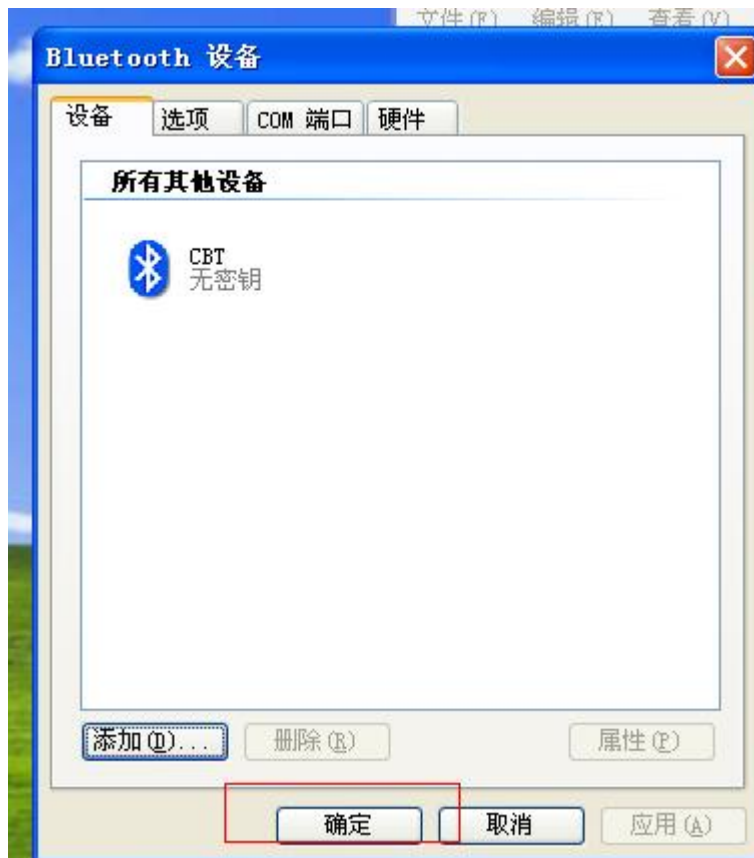 文件(F) 编辑(E) 查看(V)
Bluetooth 设备
设备 选项 COM 端口 硬件
所有其他设备
CBT
无密钥
添加(D)... 删除(R) 属性(P)
确定 取消 应用(A)